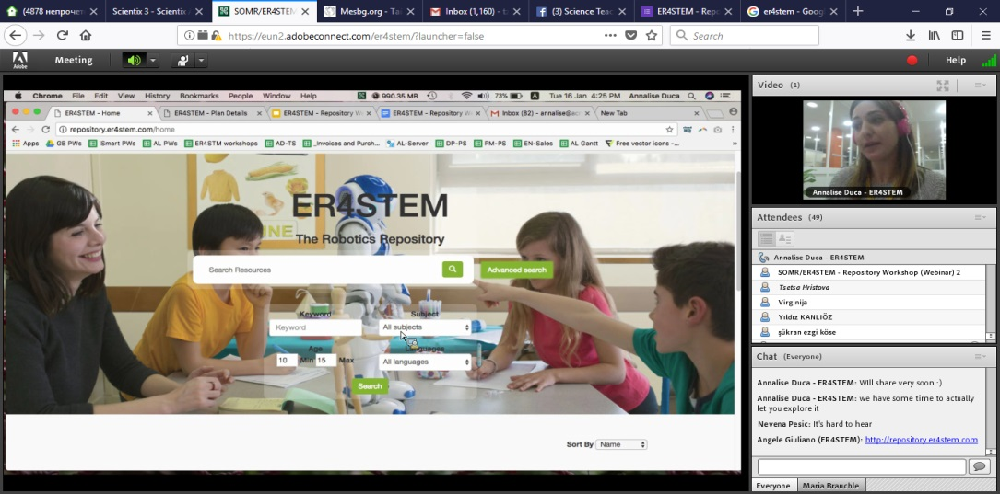 (4878 непрочет
Scientix 3 - Scientix
SOMR/ER4STEM
Mesbg.org - Ta
Inbox (1,160) - t
(3) Science Teac
ER4STEM - Rep
er4stem - Goog
https://eun2.adobeconnect.com/er4stem/?launcher=false
Search
Adobe
Meeting
Help
Chrome File Edit View History Bookmarks People Window Help
990.35 MB
73%
Tue 16 Jan 4:25 PM Annalise Duca
ER4STEM - Home
ER4STEM - Plan Details
ER4STEM - Repository W
ER4STEM - Repository W
Inbox (82) - annalise@
New Tab
repository.er4stem.com/home
Apps
GB PWs
iSmart PWs
AL PWs
ER4STM workshops
AD-TS
_Invoices and Purch...
AL-Server
DP-PS
PM-PS
EN-Sales
AL Gantt
Free vector icons -...
ER4STEM
The Robotics Repository
Search Resources
Advanced search
Keyword
Subject
Keyword
All subjects
Age
Languages
10 Min 15 Max
All languages
Search
Sort By Name
Video (1)
Annalise Duca - ER4STEM
Attendees (49)
Annalise Duca - ER4STEM
SOMR/ER4STEM - Repository Workshop (Webinar) 2
Tsetsa Hristova
Virginija
Yıldız KANLIÖZ
şükran ezgi köse
Chat (Everyone)
Annalise Duca - ER4STEM: WIll share very soon :)
Annalise Duca - ER4STEM: we have some time to actually
let you explore it
Nevena Pesic: It's hard to hear
Angele Giuliano (ER4STEM): http://repository.er4stem.com
Everyone
Maria Brauchle